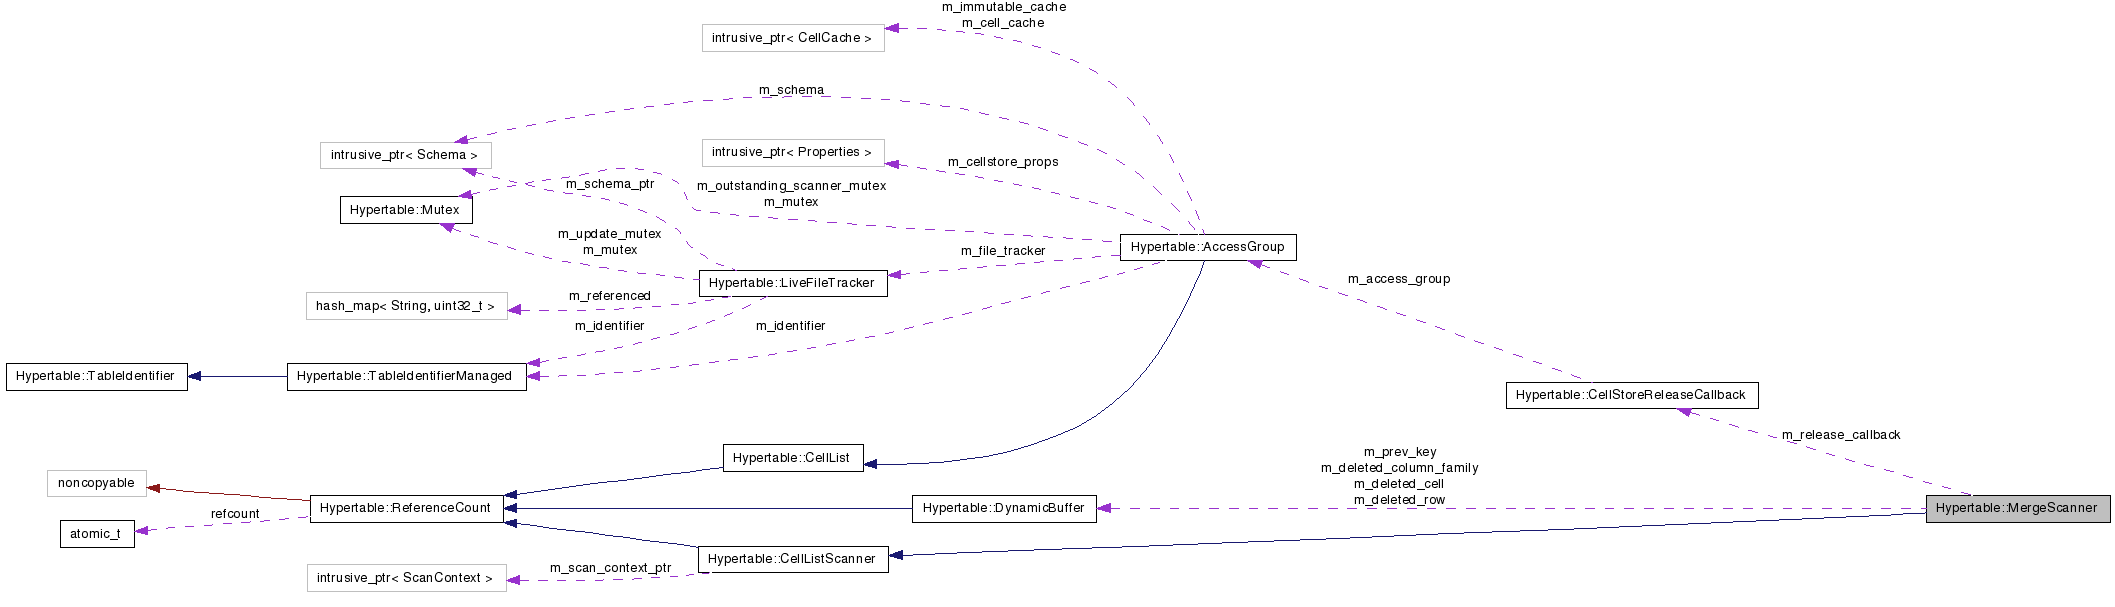 m_immutable_cache
m_cell_cache
intrusive_ptr< CellCache >
m_schema
intrusive_ptr< Schema >
intrusive_ptr< Properties >
m_cellstore_props
m_schema_ptr
m_outstanding_scanner_mutex
m_mutex
Hypertable::Mutex
m_update_mutex
m_mutex
m_file_tracker
Hypertable::AccessGroup
m_access_group
Hypertable::LiveFileTracker
m_referenced
hash_map< String, uint32_t >
m_identifier
m_identifier
Hypertable::TableIdentifier
Hypertable::TableIdentifierManaged
Hypertable::CellStoreReleaseCallback
m_release_callback
Hypertable::CellList
m_prev_key
m_deleted_column_family
m_deleted_cell
m_deleted_row
noncopyable
Hypertable::ReferenceCount
Hypertable::DynamicBuffer
Hypertable::MergeScanner
refcount
atomic_t
Hypertable::CellListScanner
m_scan_context_ptr
intrusive_ptr< ScanContext >